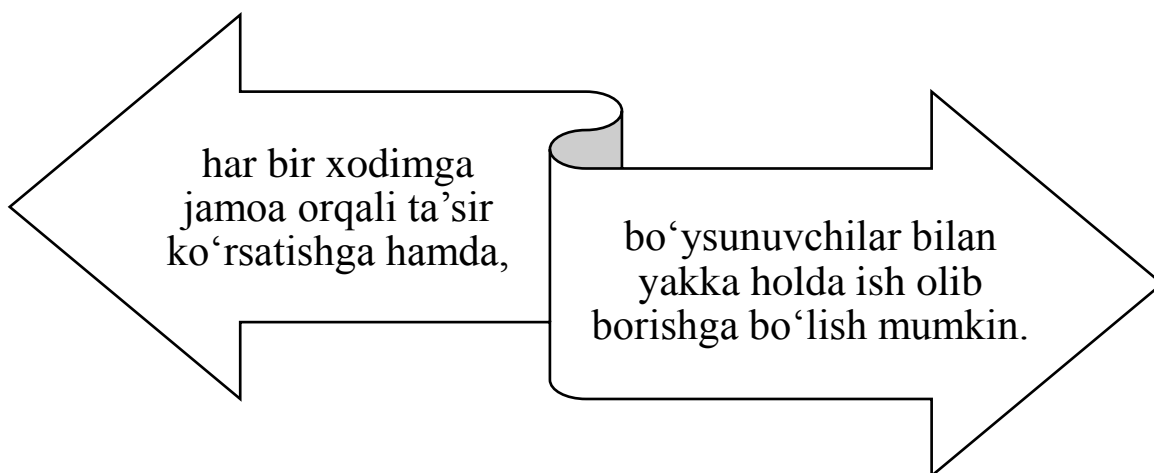 har bir xodimga
jamoa orqali ta’sir
ko‘rsatishga hamda,
bo‘ysunuvchilar bilan
yakka holda ish olib
borishga bo‘lish mumkin.